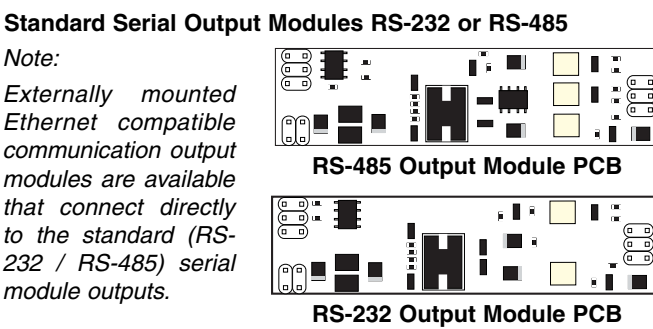 Standard Serial Output Modules RS-232 or RS-485
Note:
Externally mounted
Ethernet compatible
communication output
modules are available
that connect directly
to the standard (RS-
232 / RS-485) serial
module outputs.
RS-485 Output Module PCB
RS-232 Output Module PCB